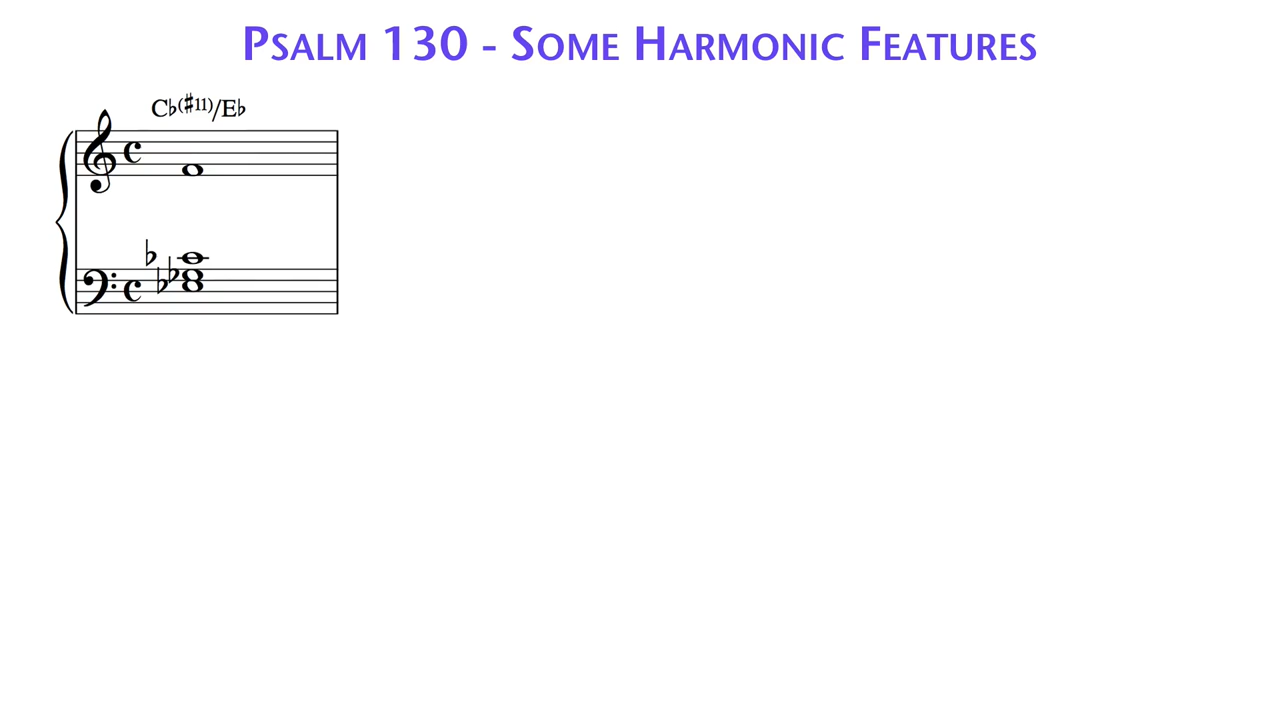 Psalm 130 - Some Harmonic Features
C♭(♯11)/E♭